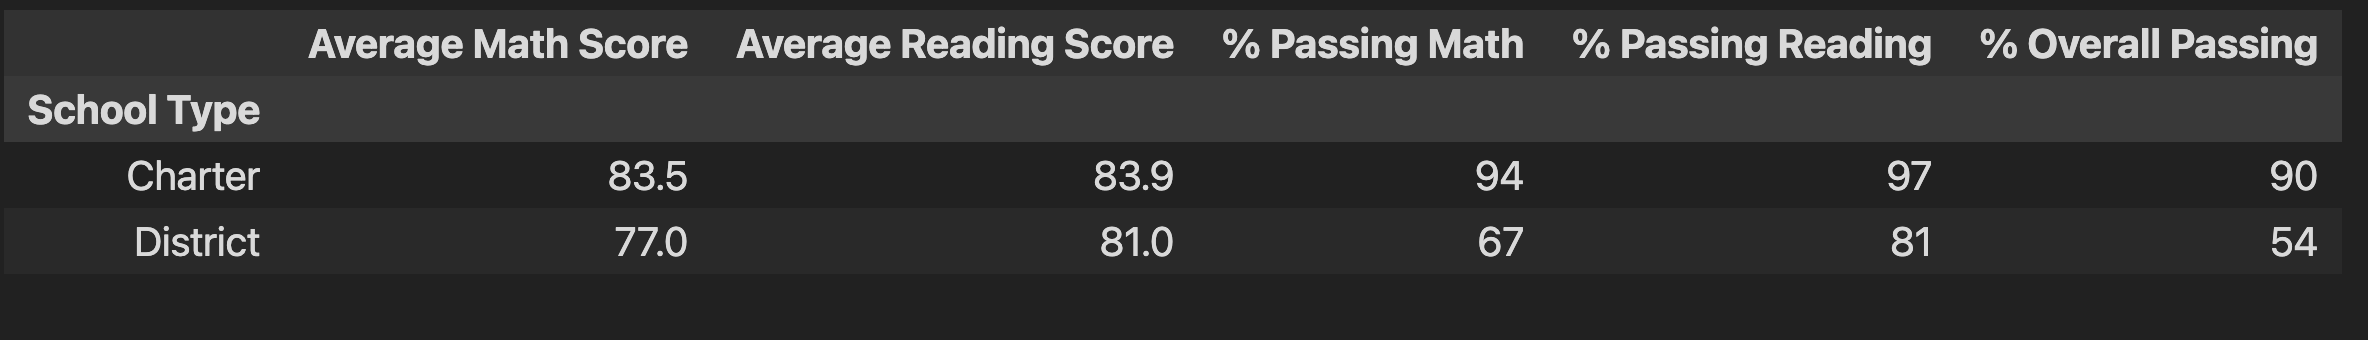 Average Math Score Average Reading Score % Passing Math % Passing Reading % Overall Passing
School Type
Charter 83.5 83.9 94 97 90
District 77.0 81.0 67 81 54